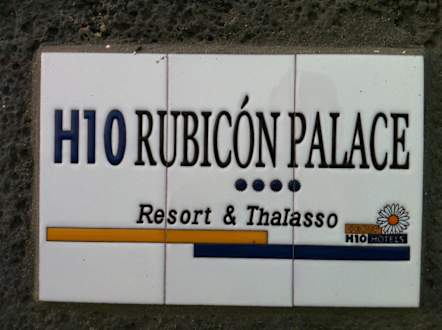 H10 RUBICÓN PALACE
Resort & Thalasso
H10 HOTELS